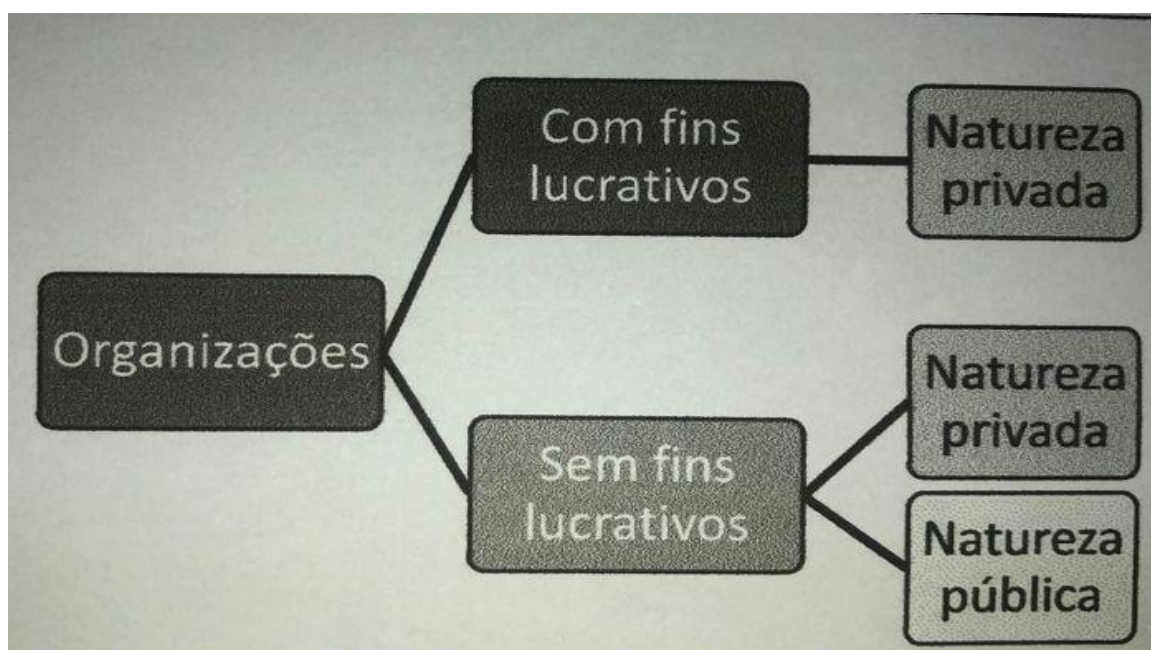 Com fins
lucrativos
Natureza
privada
Organizações
Sem fins
lucrativos
Natureza
privada
Natureza
pública